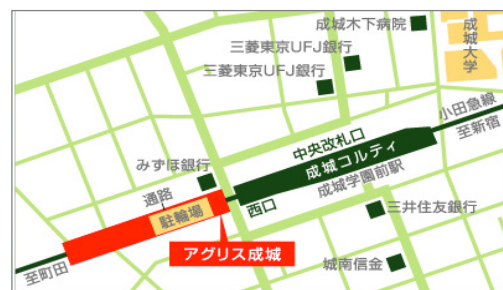 成城木下病院
成城大学
三菱東京UFJ銀行
三菱東京UFJ銀行
小田急線
至新宿
中央改札口
成城コルティ
成城学園前駅
みずほ銀行
西口
通路
駐輪場
三井住友銀行
アグリス成城
城南信金
至町田